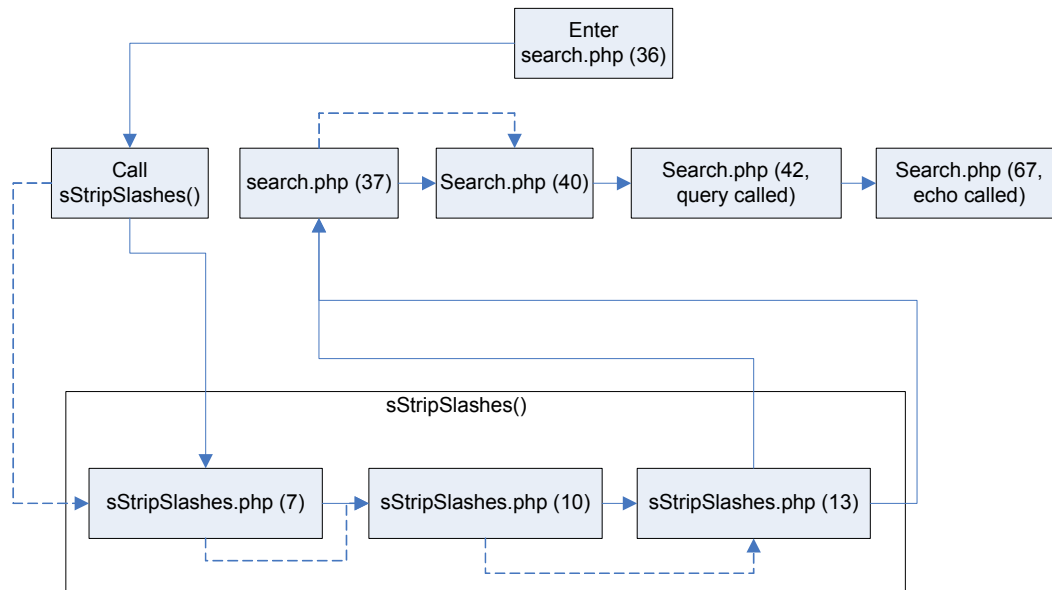 Enter
search.php (36)
Call
sStripSlashes()
search.php (37)
Search.php (40)
Search.php (42,
query called)
Search.php (67,
echo called)
sStripSlashes()
sStripSlashes.php (7)
sStripSlashes.php (10)
sStripSlashes.php (13)